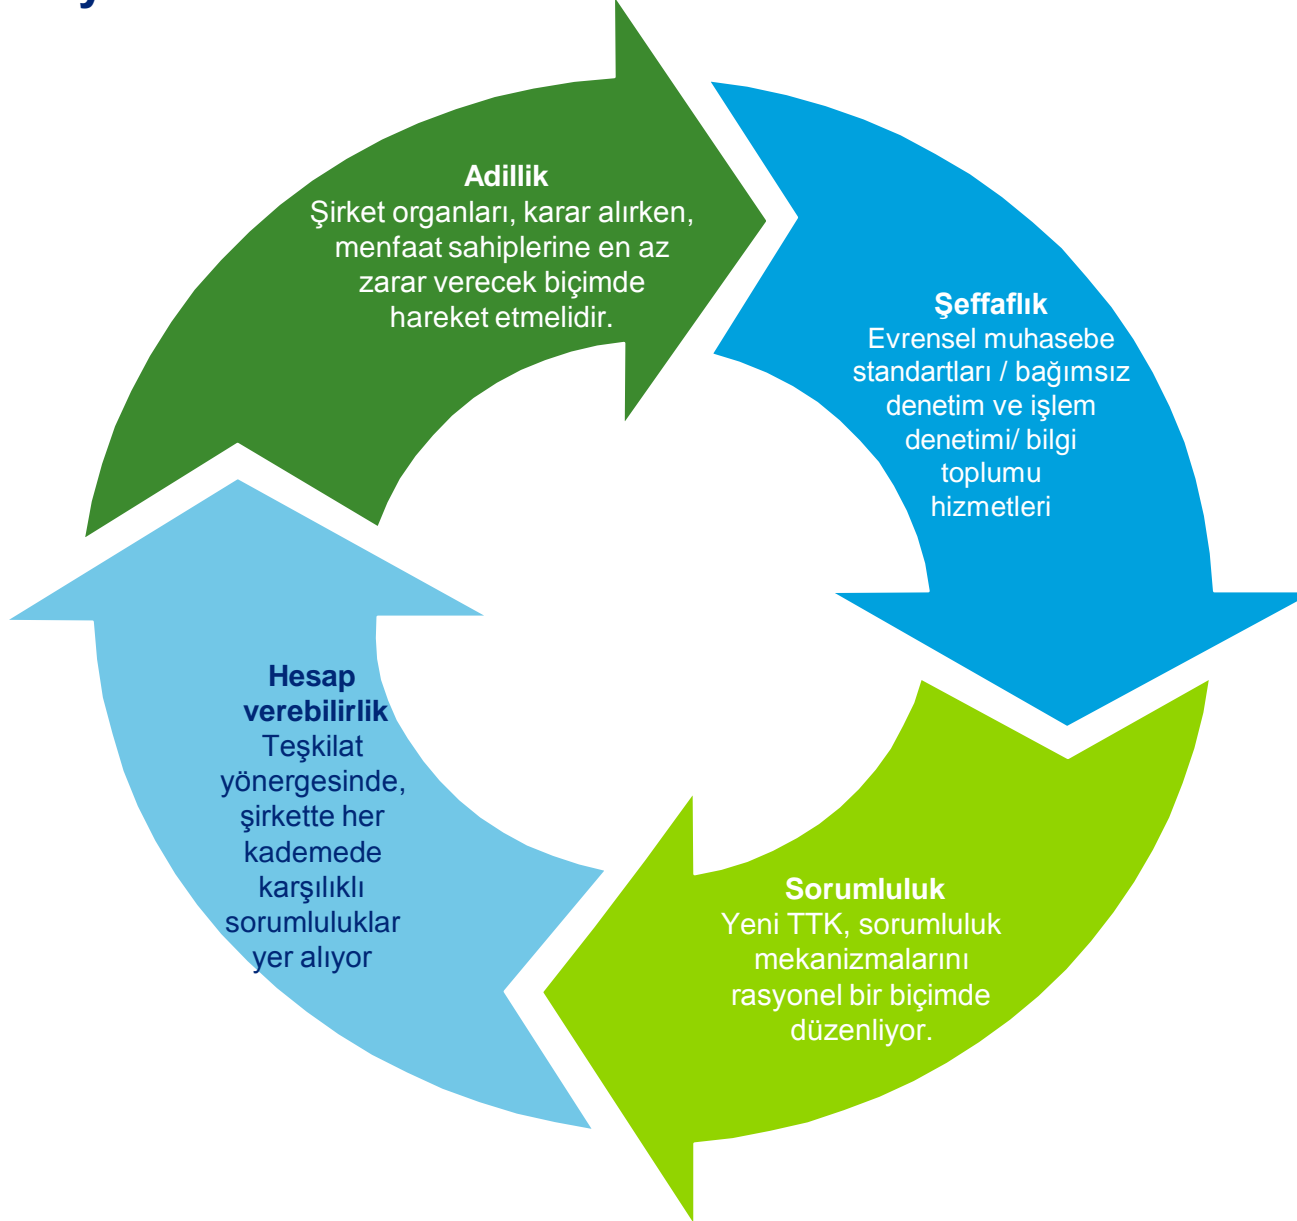 Adillik
Şirket organları, karar alırken,
menfaat sahiplerine en az
zarar verecek biçimde
hareket etmelidir.
Şeffaflık
Evrensel muhasebe
standartları / bağımsız
denetim ve işlem
denetimi/ bilgi
toplumu
hizmetleri
Sorumluluk
Yeni TTK, sorumluluk
mekanizmalarını
rasyonel bir biçimde
düzenliyor.
Hesap
verebilirlik
Teşkilat
yönergesinde,
şirkette her
kademede
karşılıklı
sorumluluklar
yer alıyor